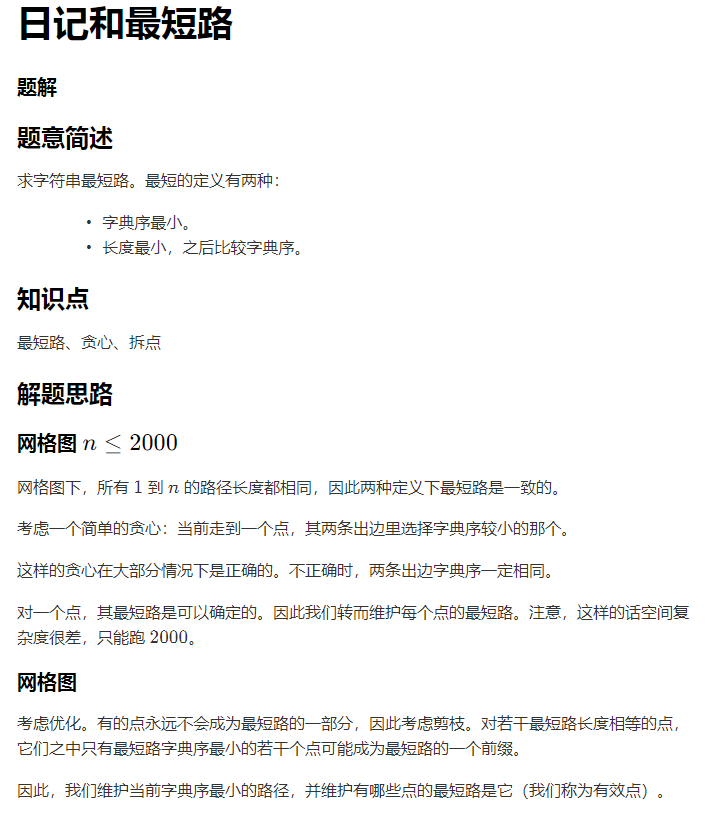 日记和最短路
题解
题意简述
求字符串最短路。最短的定义有两种：
• 字典序最小。
• 长度最小，之后比较字典序。
知识点
最短路、贪心、拆点
解题思路
网格图 n ≤ 2000
网格图下，所有 1 到 n 的路径长度都相同，因此两种定义下最短路是一致的。
考虑一个简单的贪心：当前走到一个点，其两条出边里选择字典序较小的那个。
这样的贪心在大部分情况下是正确的。不正确时，两条出边字典序一定相同。
对一个点，其最短路是可以确定的。因此我们转而维护每个点的最短路。注意，这样的话空间复
杂度很差，只能跑 2000。
网格图
考虑优化。有的点永远不会成为最短路的一部分，因此考虑剪枝。对若干最短路长度相等的点，
它们之中只有最短路字典序最小的若干个点可能成为最短路的一个前缀。
因此，我们维护当前字典序最小的路径，并维护有哪些点的最短路是它（我们称为有效点）。